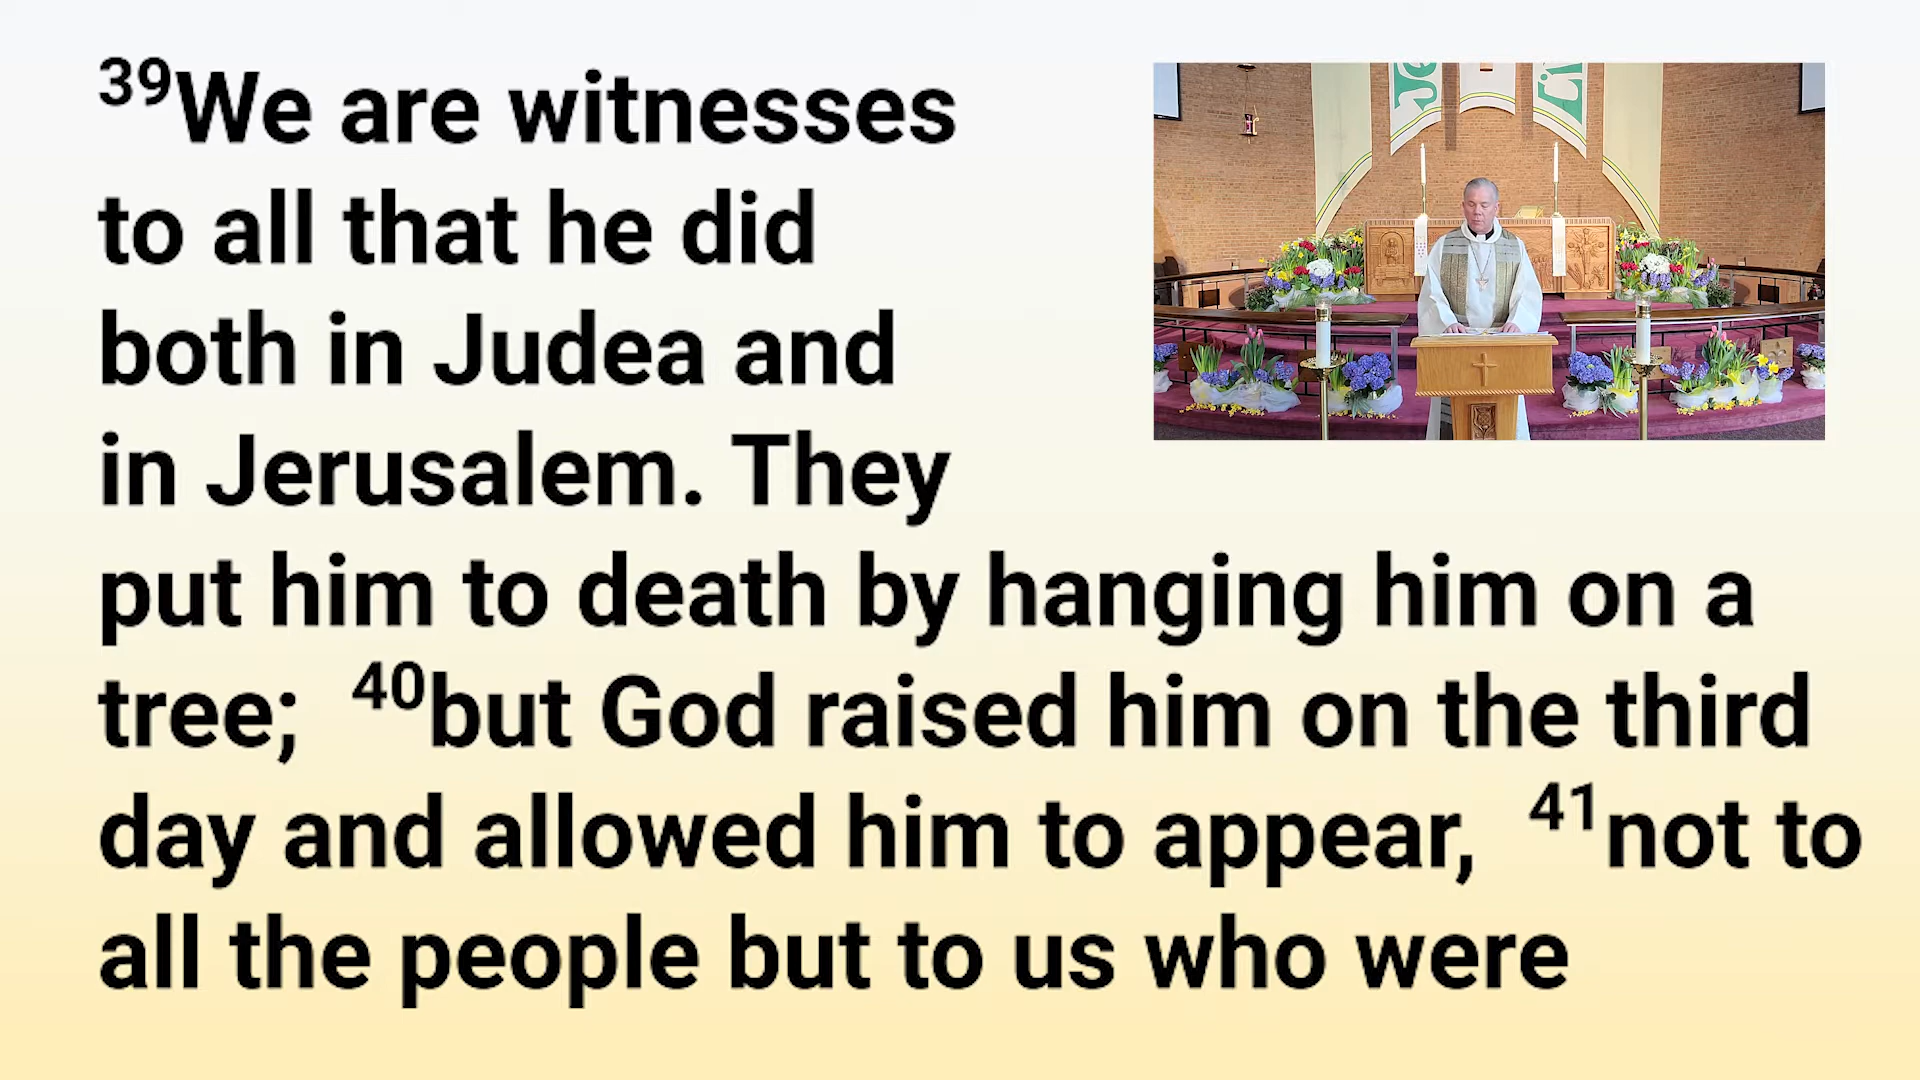 39We are witnesses
to all that he did
both in Judea and
in Jerusalem. They
put him to death by hanging him on a
tree; 40but God raised him on the third
day and allowed him to appear, 41not to
all the people but to us who were